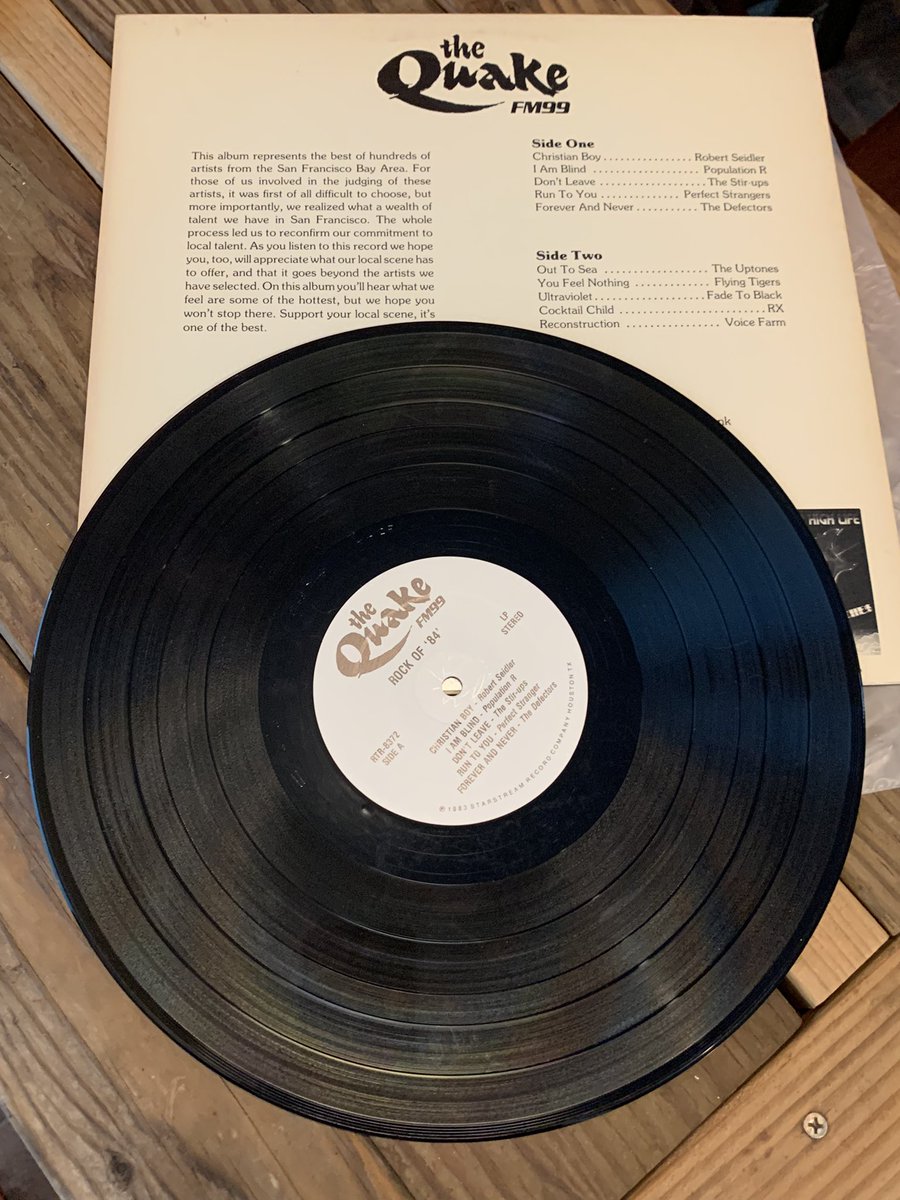 the
Quake
FM99
This album represents the best of hundreds of
artists from the San Francisco Bay Area. For
those of us involved in the judging of these
artists, it was first of all difficult to choose, but
more importantly, we realized what a wealth of
talent we have in San Francisco. The whole
process led us to reconfirm our commitment to
local talent. As you listen to this record we hope
you, too, will appreciate what our local scene has
to offer, and that it goes beyond the artists we
have selected. On this album you'll hear what we
feel are some of the hottest, but we hope you
won't stop there. Support your local scene, it's
one of the best.
Side One
Christian Boy ................ Robert Seidler
I Am Blind ................... Population R
Don't Leave ................... The Stir-ups
Run To You ............... Perfect Strangers
Forever And Never ........... The Defectors
Side Two
Out To Sea .................. The Uptones
You Feel Nothing ............. Flying Tigers
Ultraviolet ................... Fade To Black
Cocktail Child ......................... RX
Reconstruction ................ Voice Farm
HIGH LIFE
the
Quake
FM99
ROCK OF '84'
LP
STEREO
RTR-8372
SIDE A
CHRISTIAN BOY - Robert Seidler
I AM BLIND - Population R
DON'T LEAVE - The Stir-ups
RUN TO YOU - Perfect Stranger
FOREVER AND NEVER - The Defectors
℗ 1983 STARSTREAM RECORD COMPANY HOUSTON TX